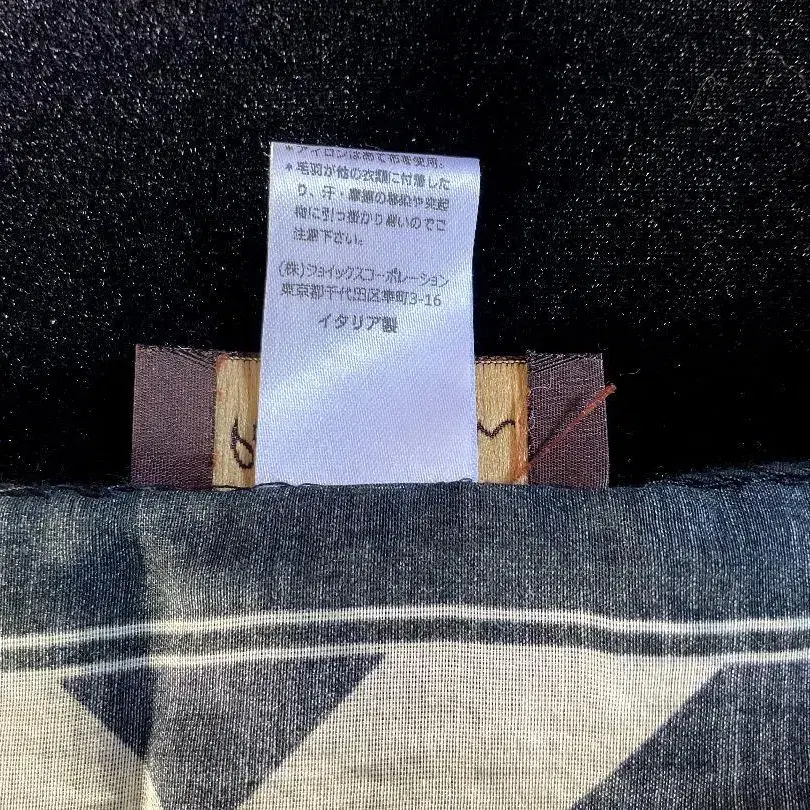 *アイロンはあて布を使用。
*毛羽が他の衣類に付着した
り、汗・摩擦の移染や突起
物に引っ掛かり易いのでご
注意下さい。
(株)ジョイックスコーポレーション
東京都千代田区幸町3-16
イタリア製